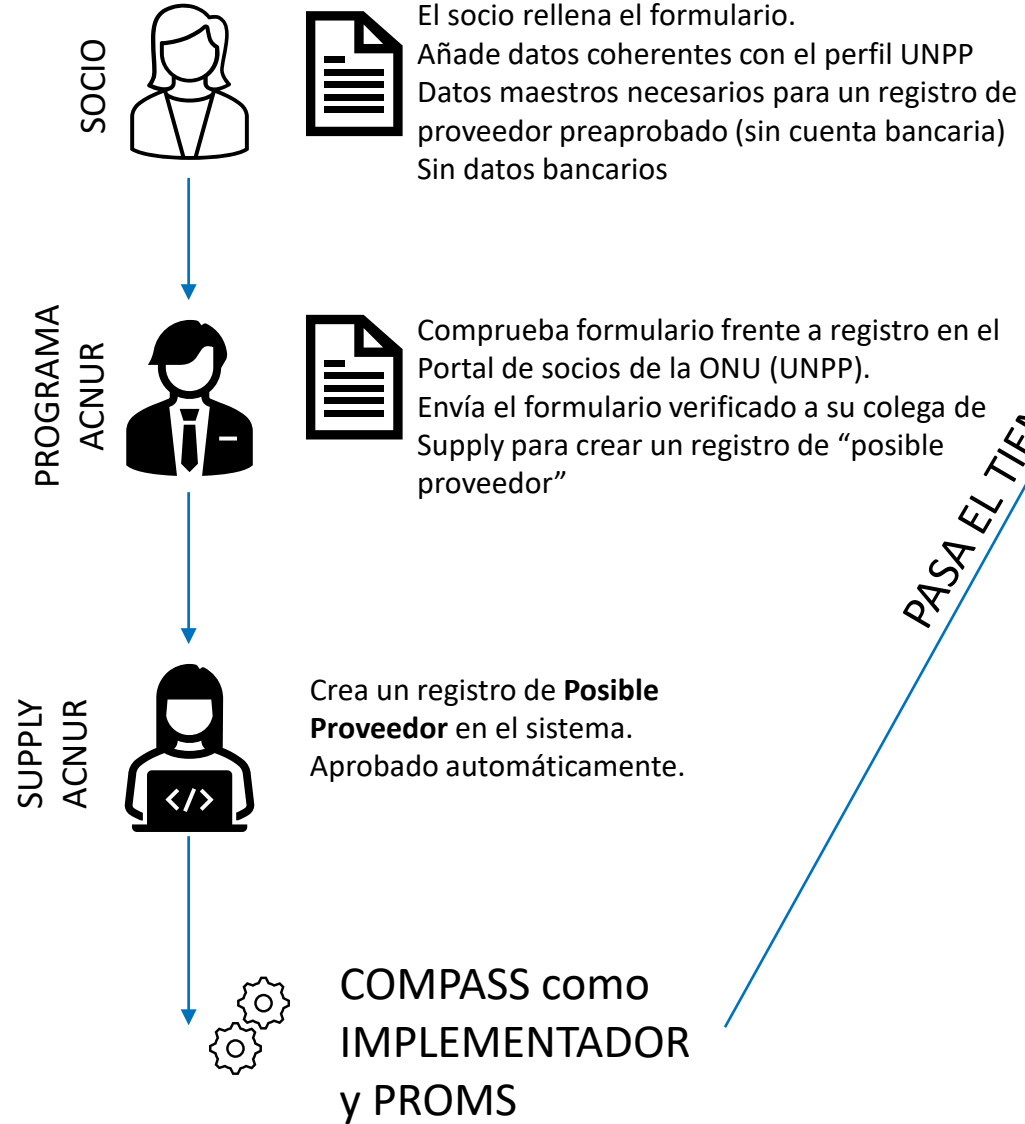 SOCIO
El socio rellena el formulario.
Añade datos coherentes con el perfil UNPP
Datos maestros necesarios para un registro de
proveedor preaprobado (sin cuenta bancaria)
Sin datos bancarios
PROGRAMA
ACNUR
Comprueba formulario frente a registro en el
Portal de socios de la ONU (UNPP).
Envía el formulario verificado a su colega de
Supply para crear un registro de “posible
proveedor”
PASA EL
SUPPLY
ACNUR
</>
Crea un registro de Posible
Proveedor en el sistema.
Aprobado automáticamente.
COMPASS como
IMPLEMENTADOR
y PROMS